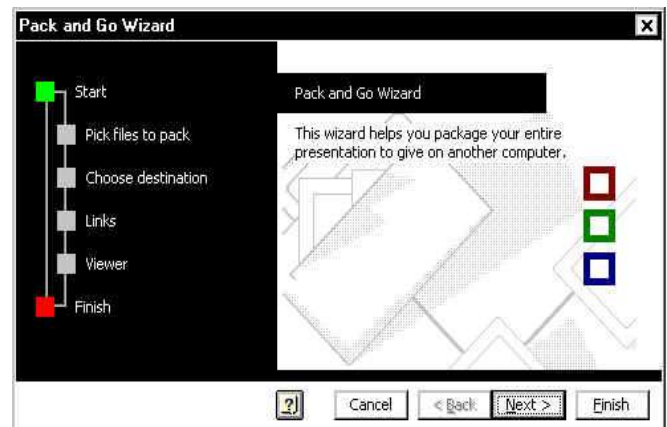 Pack and Go Wizard
Start
Pick files to pack
Choose destination
Links
Viewer
Finish
Pack and Go Wizard
This wizard helps you package your entire
presentation to give on another computer.
Cancel
< Back
Next >
Finish